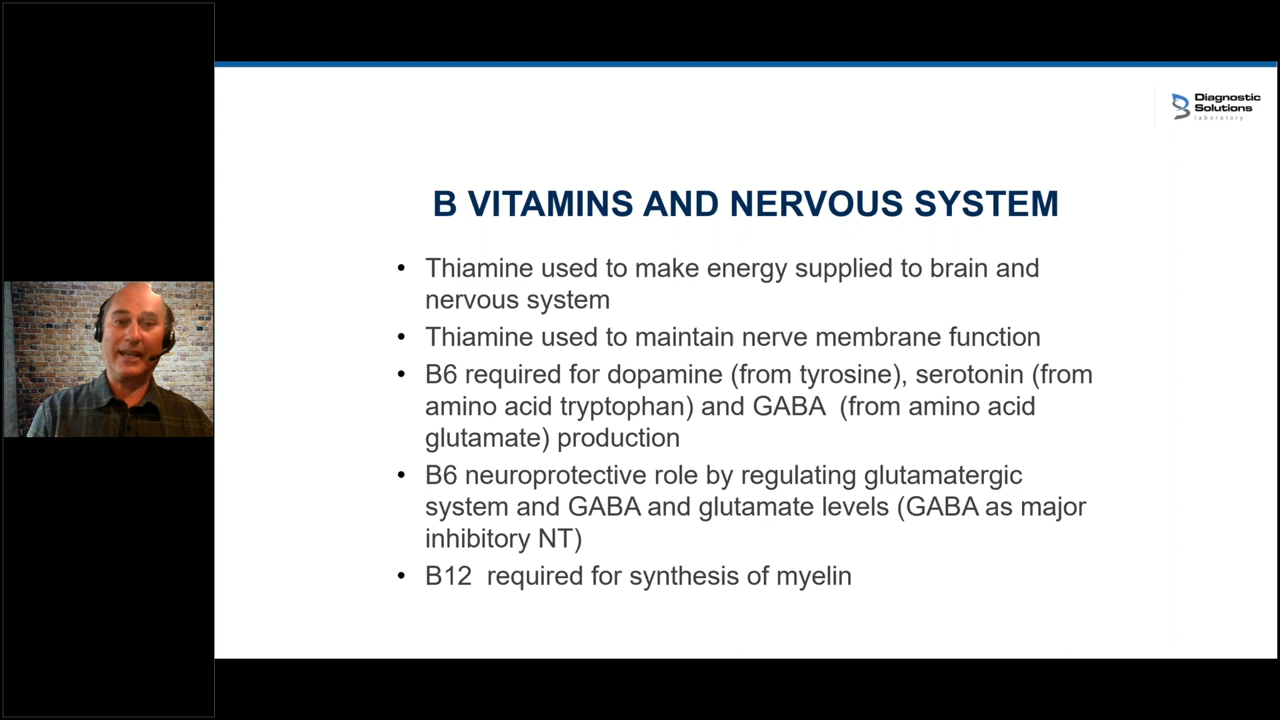 Diagnostic
Solutions
laboratory
B VITAMINS AND NERVOUS SYSTEM
• Thiamine used to make energy supplied to brain and
nervous system
• Thiamine used to maintain nerve membrane function
• B6 required for dopamine (from tyrosine), serotonin (from
amino acid tryptophan) and GABA  (from amino acid
glutamate) production
• B6 neuroprotective role by regulating glutamatergic
system and GABA and glutamate levels (GABA as major
inhibitory NT)
• B12  required for synthesis of myelin